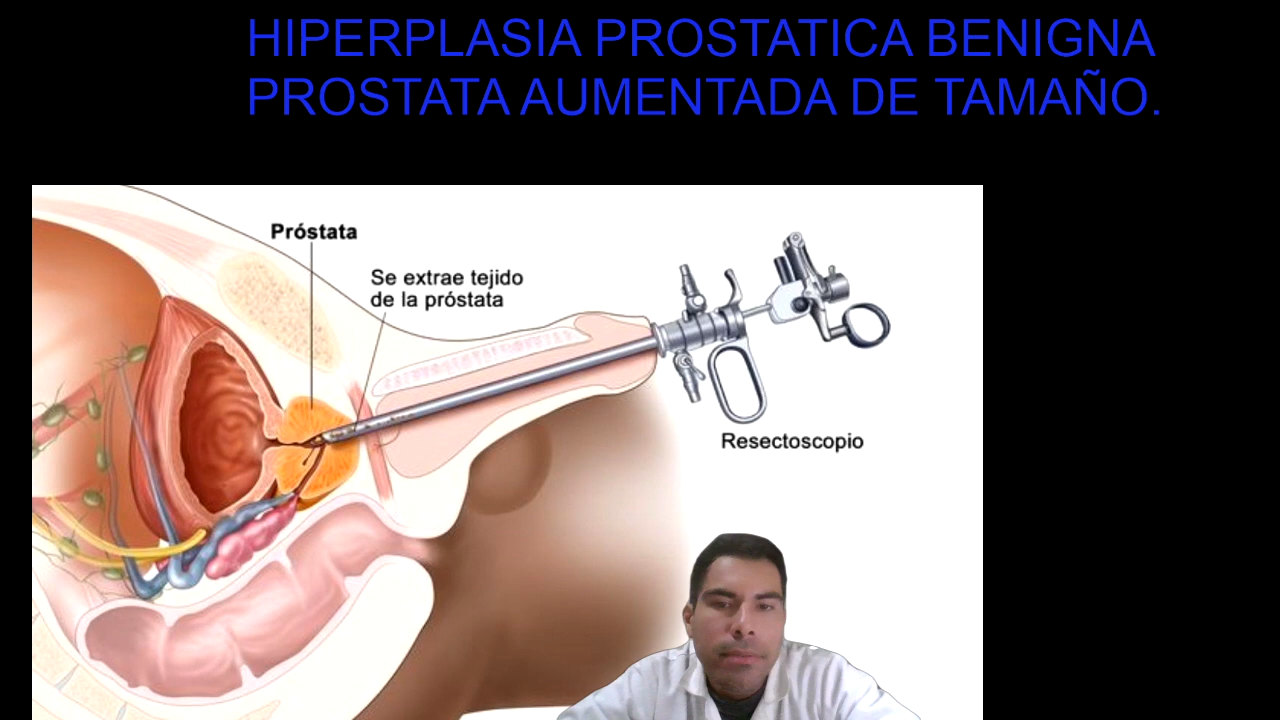 HIPERPLASIA PROSTATICA BENIGNA
PROSTATA AUMENTADA DE TAMAÑO.
Próstata
Se extrae tejido
de la próstata
Resectoscopio